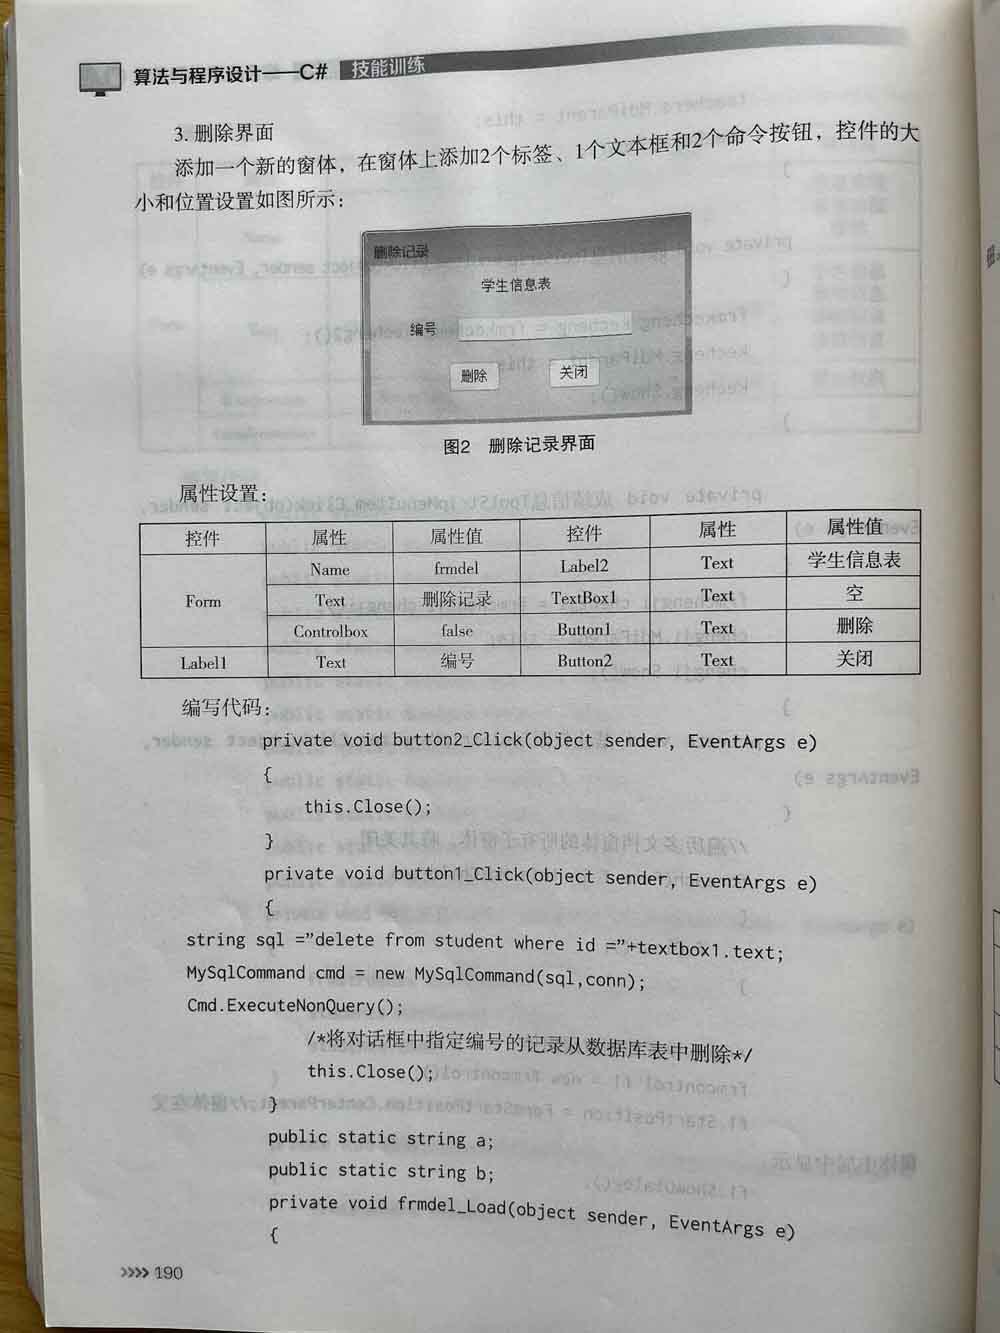 算法与程序设计——C# 技能训练
3. 删除界面
添加一个新的窗体，在窗体上添加2个标签、1个文本框和2个命令按钮，控件的大
小和位置设置如图所示：
删除记录
学生信息表
编号
删除 关闭
图2 删除记录界面
属性设置：
控件 属性 属性值 控件 属性 属性值
Form Name frmdel Label2 Text 学生信息表
Text 删除记录 TextBox1 Text 空
Controlbox false Button1 Text 删除
Label1 Text 编号 Button2 Text 关闭
编写代码：
private void button2_Click(object sender, EventArgs e)
{
this.Close();
}
private void button1_Click(object sender, EventArgs e)
{
string sql =”delete from student where id =”+textbox1.text;
MySqlCommand cmd = new MySqlCommand(sql,conn);
Cmd.ExecuteNonQuery();
/*将对话框中指定编号的记录从数据库表中删除*/
this.Close();
}
public static string a;
public static string b;
private void frmdel_Load(object sender, EventArgs e)
{
»»» 190